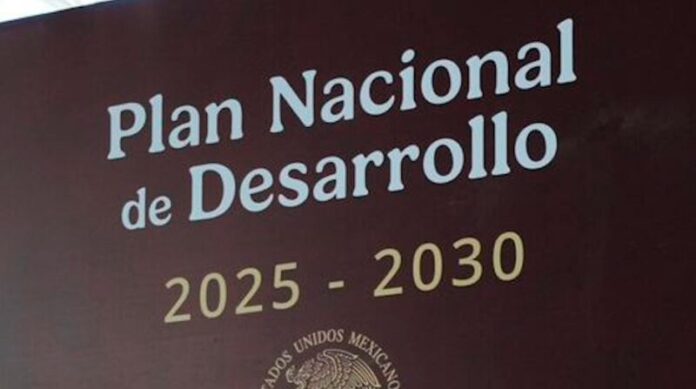 Plan Nacional
de Desarrollo
2025 - 2030
ESTADOS UNIDOS MEXICANOS